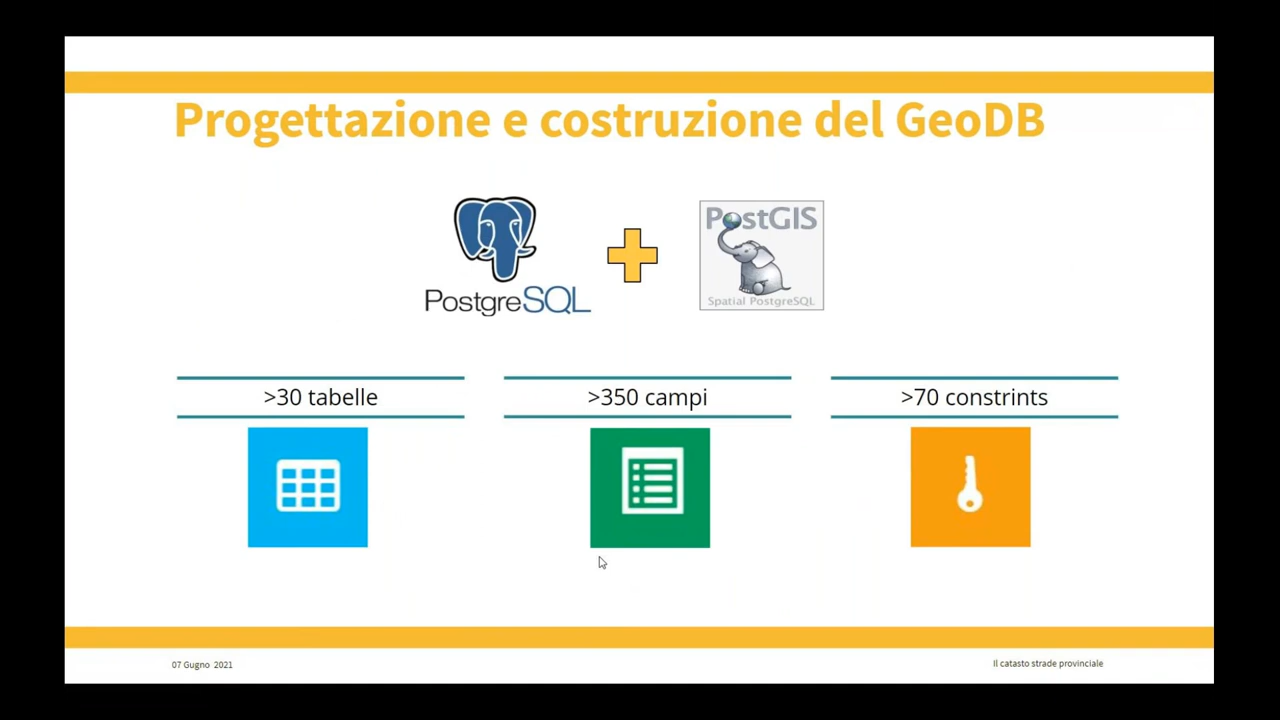 Progettazione e costruzione del GeoDB
PostgreSQL
PostGIS
Spatial PostgreSQL
>30 tabelle
>350 campi
>70 constrints
07 Gugno 2021
Il catasto strade provinciale